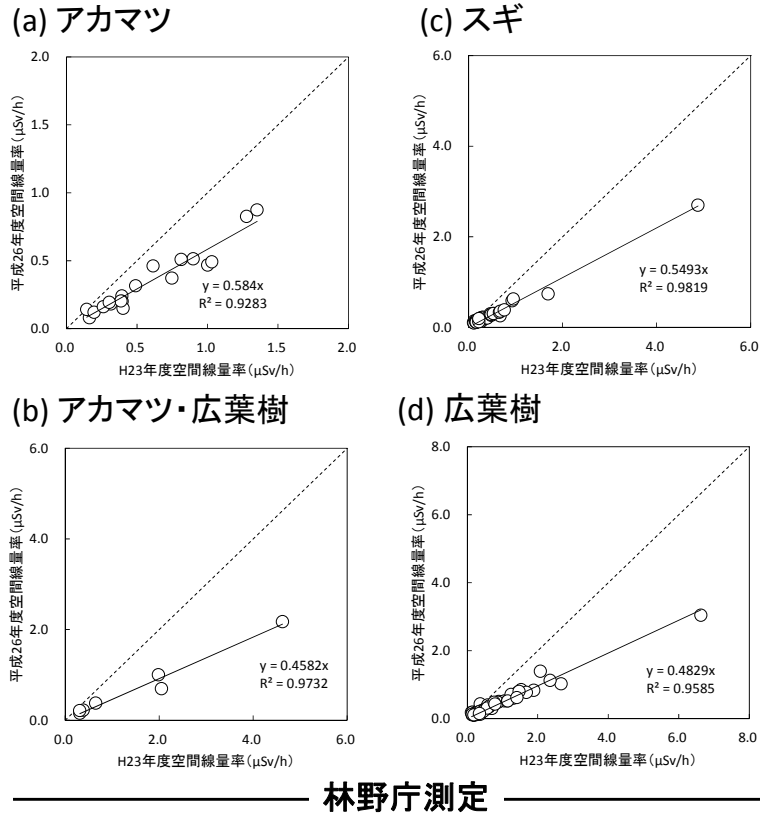 (a) アカマツ
2.0
1.5
1.0
0.5
0.0
平成26年度空間線量率(μSv/h)
y = 0.584x
R² = 0.9283
0.0 0.5 1.0 1.5 2.0
H23年度空間線量率(μSv/h)
(c) スギ
6.0
4.0
2.0
0.0
平成26年度空間線量率(μSv/h)
y = 0.5493x
R² = 0.9819
0.0 2.0 4.0 6.0
H23年度空間線量率(μSv/h)
(b) アカマツ・広葉樹
6.0
4.0
2.0
0.0
平成26年度空間線量率(μSv/h)
y = 0.4582x
R² = 0.9732
0.0 2.0 4.0 6.0
H23年度空間線量率(μSv/h)
(d) 広葉樹
8.0
6.0
4.0
2.0
0.0
平成26年度空間線量率(μSv/h)
y = 0.4829x
R² = 0.9585
0.0 2.0 4.0 6.0 8.0
H23年度空間線量率(μSv/h)
林野庁測定